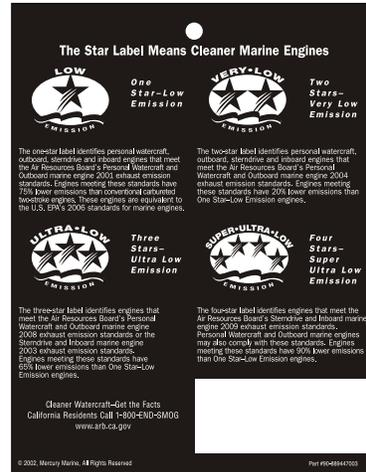 The Star Label Means Cleaner Marine Engines
LOW
EMISSION
One
Star–Low
Emission
The one-star label identifies personal watercraft,
outboard, sterndrive and inboard engines that meet
the Air Resources Board's Personal Watercraft and
Outboard marine engine 2001 exhaust emission
standards. Engines meeting these standards have
75% lower emissions than conventional carbureted
two-stroke engines. These engines are equivalent to
the U.S. EPA's 2006 standards for marine engines.
VERY-LOW
EMISSION
Two
Stars–
Very Low
Emission
The two-star label identifies personal watercraft,
outboard, sterndrive and inboard engines that
meet the Air Resources Board's Personal Watercraft
and Outboard marine engine 2004
exhaust emission standards. Engines meeting
these standards have 20% lower emissions than
One Star–Low Emission engines.
ULTRA-LOW
EMISSION
Three
Stars–
Ultra Low
Emission
The three-star label identifies engines that
meet the Air Resources Board's Personal
Watercraft and Outboard marine engine
2008 exhaust emission standards or the
Sterndrive and Inboard marine engine
2003 exhaust emission standards.
Engines meeting these standards have
65% lower emissions than One Star–Low
Emission engines.
SUPER-ULTRA-LOW
EMISSION
Four
Stars–
Super
Ultra Low
Emission
The four-star label identifies engines that meet the
Air Resources Board's Sterndrive and Inboard marine
engine 2009 exhaust emission standards.
Personal Watercraft and Outboard marine engines
may also comply with these standards. Engines
meeting these standards have 90% lower emissions
than One Star–Low Emission engines.
Cleaner Watercraft–Get the Facts
California Residents Call 1-800-END-SMOG
www.arb.ca.gov
© 2002, Mercury Marine, All Rights Reserved
Part #90-889447003